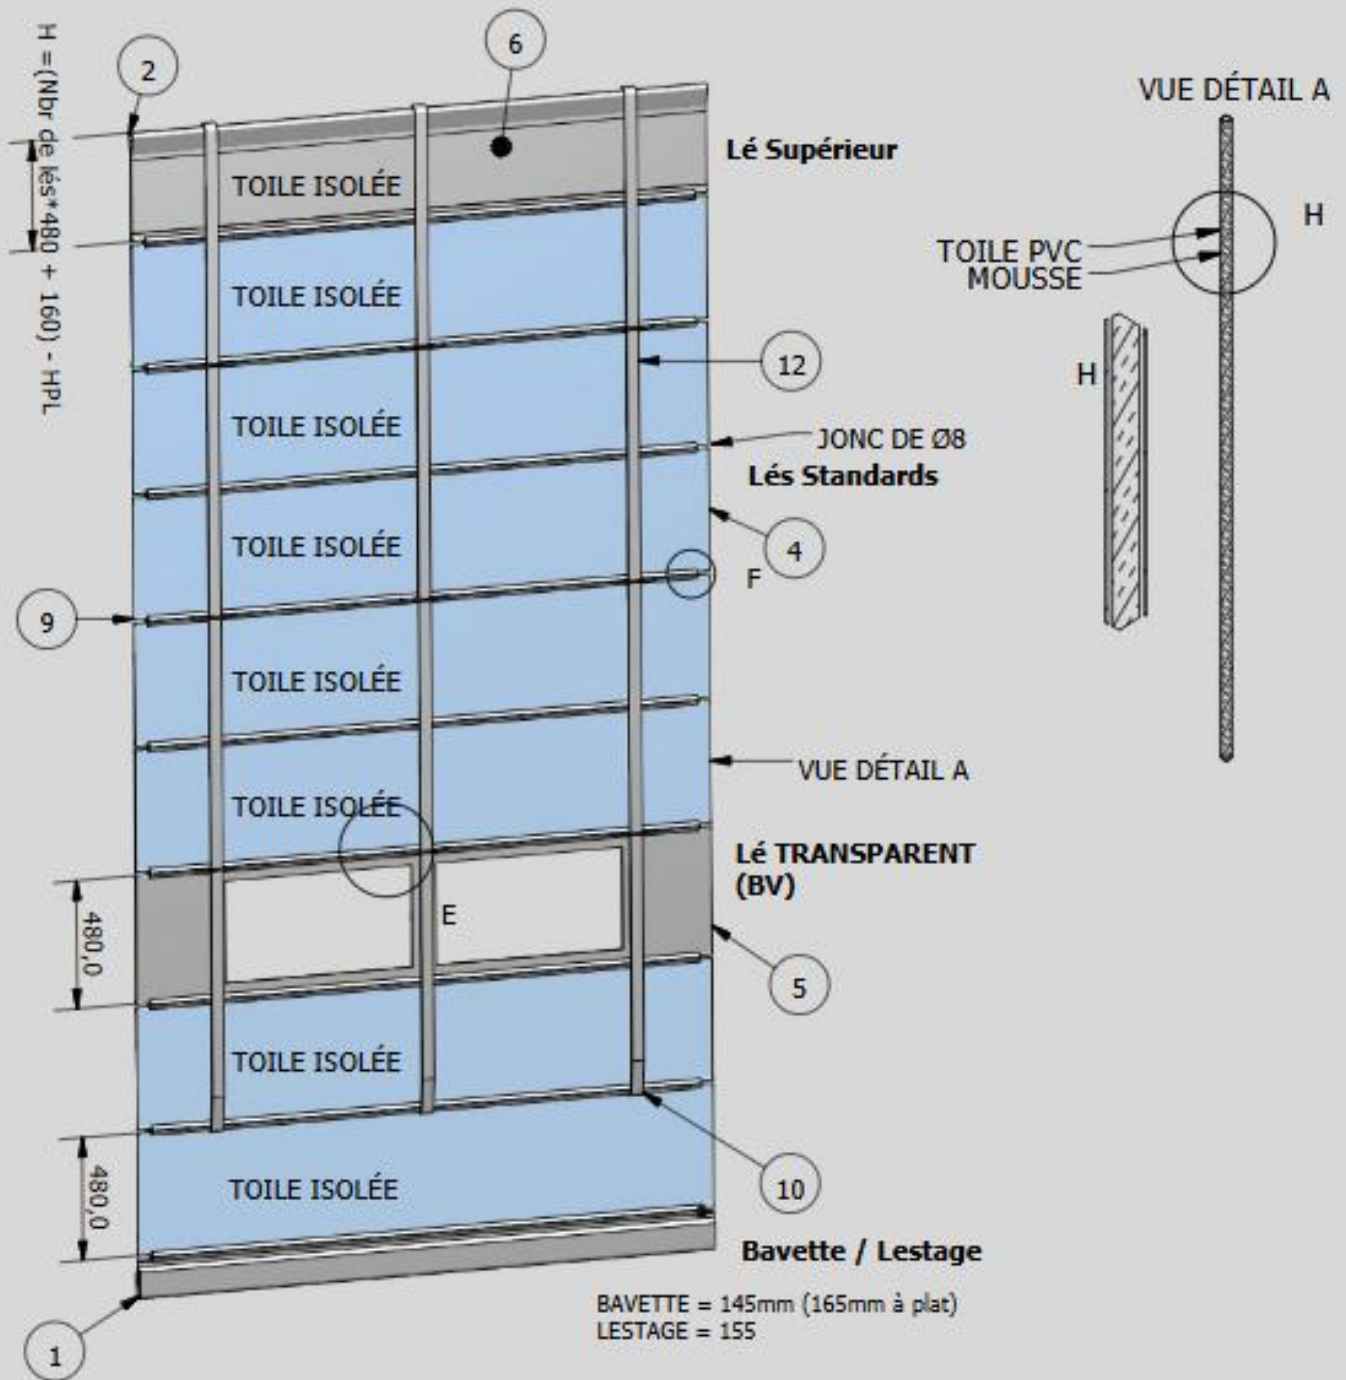 H =(Nbr de lés*480 + 160) - HPL
2
6
VUE DÉTAIL A
Lé Supérieur
TOILE ISOLÉE
H
TOILE PVC
MOUSSE
TOILE ISOLÉE
12
H
TOILE ISOLÉE
JONC DE Ø8
Lés Standards
TOILE ISOLÉE
4
F
9
TOILE ISOLÉE
VUE DÉTAIL A
TOILE ISOLÉE
Lé TRANSPARENT
(BV)
E
480,0
5
TOILE ISOLÉE
480,0
TOILE ISOLÉE
10
Bavette / Lestage
BAVETTE = 145mm (165mm à plat)
LESTAGE = 155
1